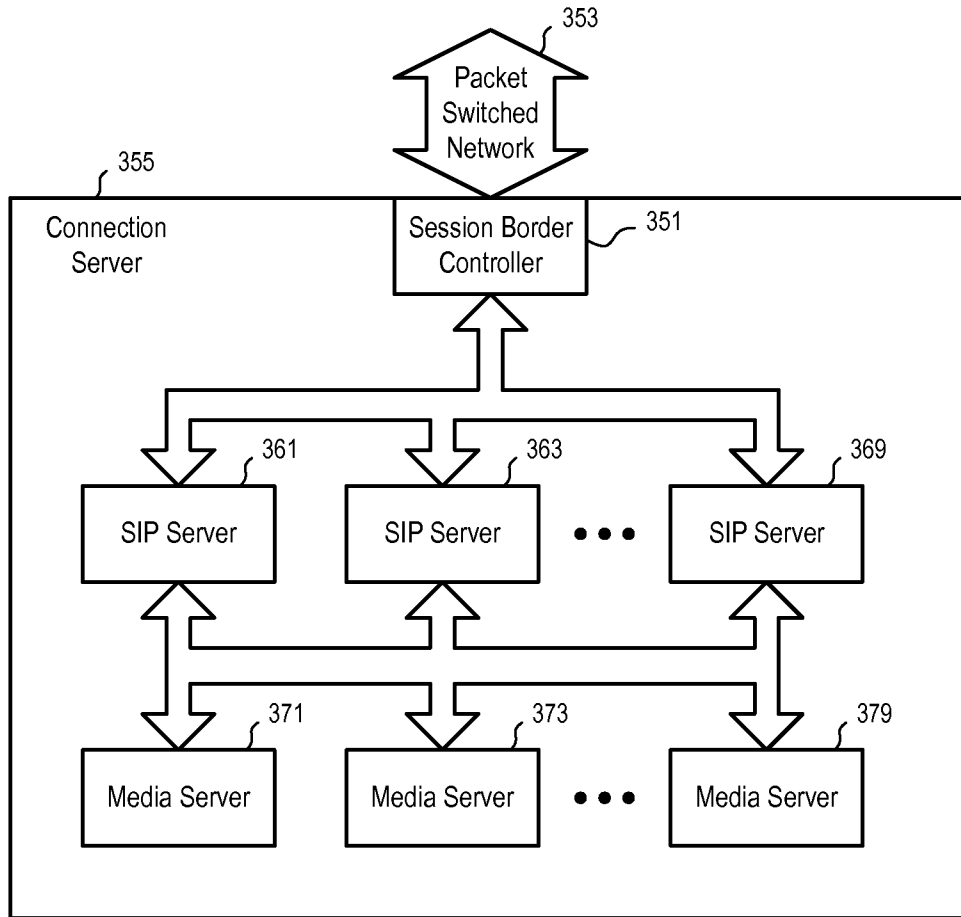 353
Packet
Switched
Network
355
Connection
Server
Session Border
Controller
351
361
363
369
SIP Server
SIP Server
SIP Server
371
373
379
Media Server
Media Server
Media Server